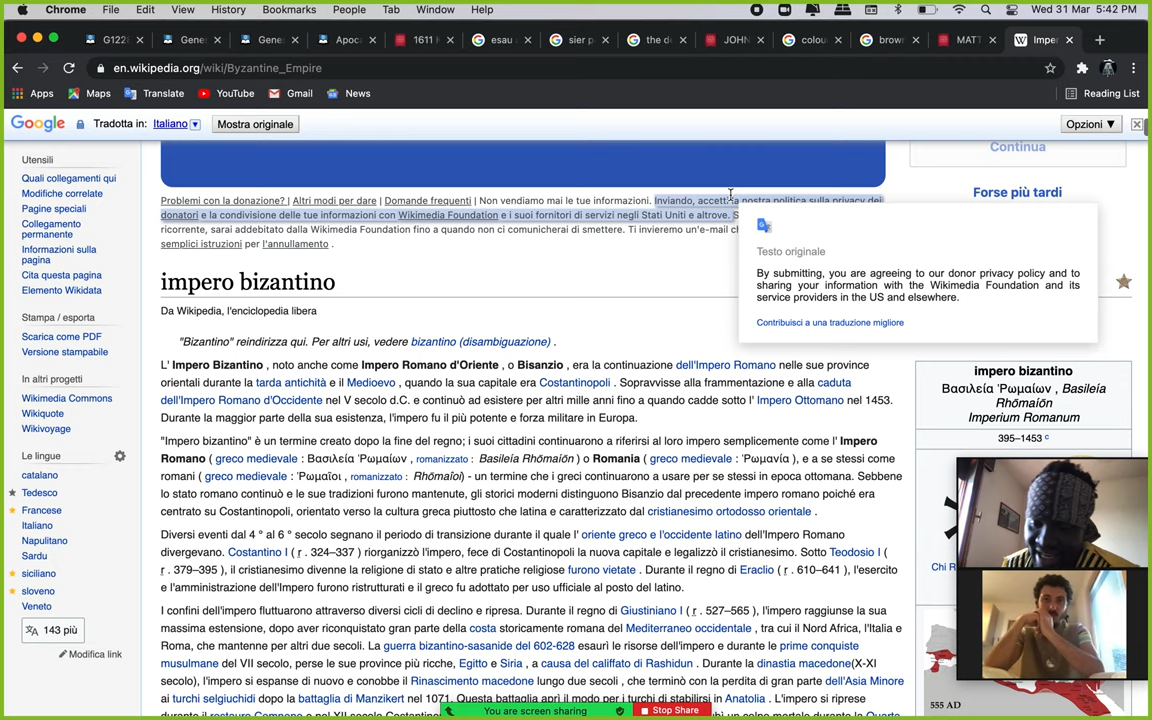 Chrome File Edit View History Bookmarks People Tab Window Help Wed 31 Mar 5:42 PM
G122 Gene Gene Apoca 1611 K esau sier p the d JOHN colou brow MATT Imper
en.wikipedia.org/wiki/Byzantine_Empire
Apps Maps Translate YouTube Gmail News Reading List
Google Tradotta in: Italiano Mostra originale Opzioni ▼
Utensili
Quali collegamenti qui
Modifiche correlate
Pagine speciali
Collegamento
permanente
Informazioni sulla
pagina
Cita questa pagina
Elemento Wikidata
Stampa / esporta
Scarica come PDF
Versione stampabile
In altri progetti
Wikimedia Commons
Wikiquote
Wikivoyage
Le lingue
catalano
Tedesco
Francese
Italiano
Napulitano
Sardu
siciliano
sloveno
Veneto
143 più
Modifica link
Continua
Forse più tardi
Problemi con la donazione? | Altri modi per dare | Domande frequenti | Non vendiamo mai le tue informazioni. Inviando, accetti la nostra politica sulla privacy dei
donatori e la condivisione delle tue informazioni con Wikimedia Foundation e i suoi fornitori di servizi negli Stati Uniti e altrove. S
ricorrente, sarai addebitato dalla Wikimedia Foundation fino a quando non ci comunicherai di smettere. Ti invieremo un'e-mail c
semplici istruzioni per l'annullamento .
Testo originale
By submitting, you are agreeing to our donor privacy policy and to
sharing your information with the Wikimedia Foundation and its
service providers in the US and elsewhere.
Contribuisci a una traduzione migliore
impero bizantino
Da Wikipedia, l'enciclopedia libera
"Bizantino" reindirizza qui. Per altri usi, vedere bizantino (disambiguazione) .
L' Impero Bizantino , noto anche come Impero Romano d'Oriente , o Bisanzio , era la continuazione dell'Impero Romano nelle sue province
orientali durante la tarda antichità e il Medioevo , quando la sua capitale era Costantinopoli . Sopravvisse alla frammentazione e alla caduta
dell'Impero Romano d'Occidente nel V secolo d.C. e continuò ad esistere per altri mille anni fino a quando cadde sotto l' Impero Ottomano nel 1453.
Durante la maggior parte della sua esistenza, l'impero fu il più potente e forza militare in Europa.
"Impero bizantino" è un termine creato dopo la fine del regno; i suoi cittadini continuarono a riferirsi al loro impero semplicemente come l' Impero
Romano ( greco medievale : Βασιλεία Ῥωμαίων , romanizzato : Basileia Rhōmaiōn ) o Romania ( greco medievale : Ῥωμανία ), e a se stessi come
romani ( greco medievale : Ῥωμαῖοι , romanizzato : Rhōmaîoi ) - un termine che i greci continuarono a usare per se stessi in epoca ottomana. Sebbene
lo stato romano continuò e le sue tradizioni furono mantenute, gli storici moderni distinguono Bisanzio dal precedente impero romano poiché era
centrato su Costantinopoli, orientato verso la cultura greca piuttosto che latina e caratterizzato dal cristianesimo ortodosso orientale .
Diversi eventi dal 4 ° al 6 ° secolo segnano il periodo di transizione durante il quale l' oriente greco e l'occidente latino dell'Impero Romano
divergevano. Costantino I ( r . 324–337 ) riorganizzò l'impero, fece di Costantinopoli la nuova capitale e legalizzò il cristianesimo. Sotto Teodosio I (
r . 379–395 ), il cristianesimo divenne la religione di stato e altre pratiche religiose furono vietate . Durante il regno di Eraclio ( r . 610–641 ), l'esercito
e l'amministrazione dell'Impero furono ristrutturati e il greco fu adottato per uso ufficiale al posto del latino.
I confini dell'impero fluttuarono attraverso diversi cicli di declino e ripresa. Durante il regno di Giustiniano I ( r . 527–565 ), l'impero raggiunse la sua
massima estensione, dopo aver riconquistato gran parte della costa storicamente romana del Mediterraneo occidentale , tra cui il Nord Africa, l'Italia e
Roma, che mantenne per altri due secoli. La guerra bizantino-sasanide del 602-628 esaurì le risorse dell'impero e durante le prime conquiste
musulmane del VII secolo, perse le sue province più ricche, Egitto e Siria , a causa del califfato di Rashidun . Durante la dinastia macedone(X-XI
secolo), l'impero si espanse di nuovo e conobbe il Rinascimento macedone lungo due secoli , che terminò con la perdita di gran parte dell'Asia Minore
ai turchi selgiuchidi dopo la battaglia di Manzikert nel 1071. Questa battaglia aprì il modo per i turchi di stabilirsi in Anatolia . L'impero si riprese
impero bizantino
Βασιλεία Ῥωμαίων , Basileía
Rhōmaíōn
Imperium Romanum
395–1453 c
Chi R
555 AD
You are screen sharing Stop Share